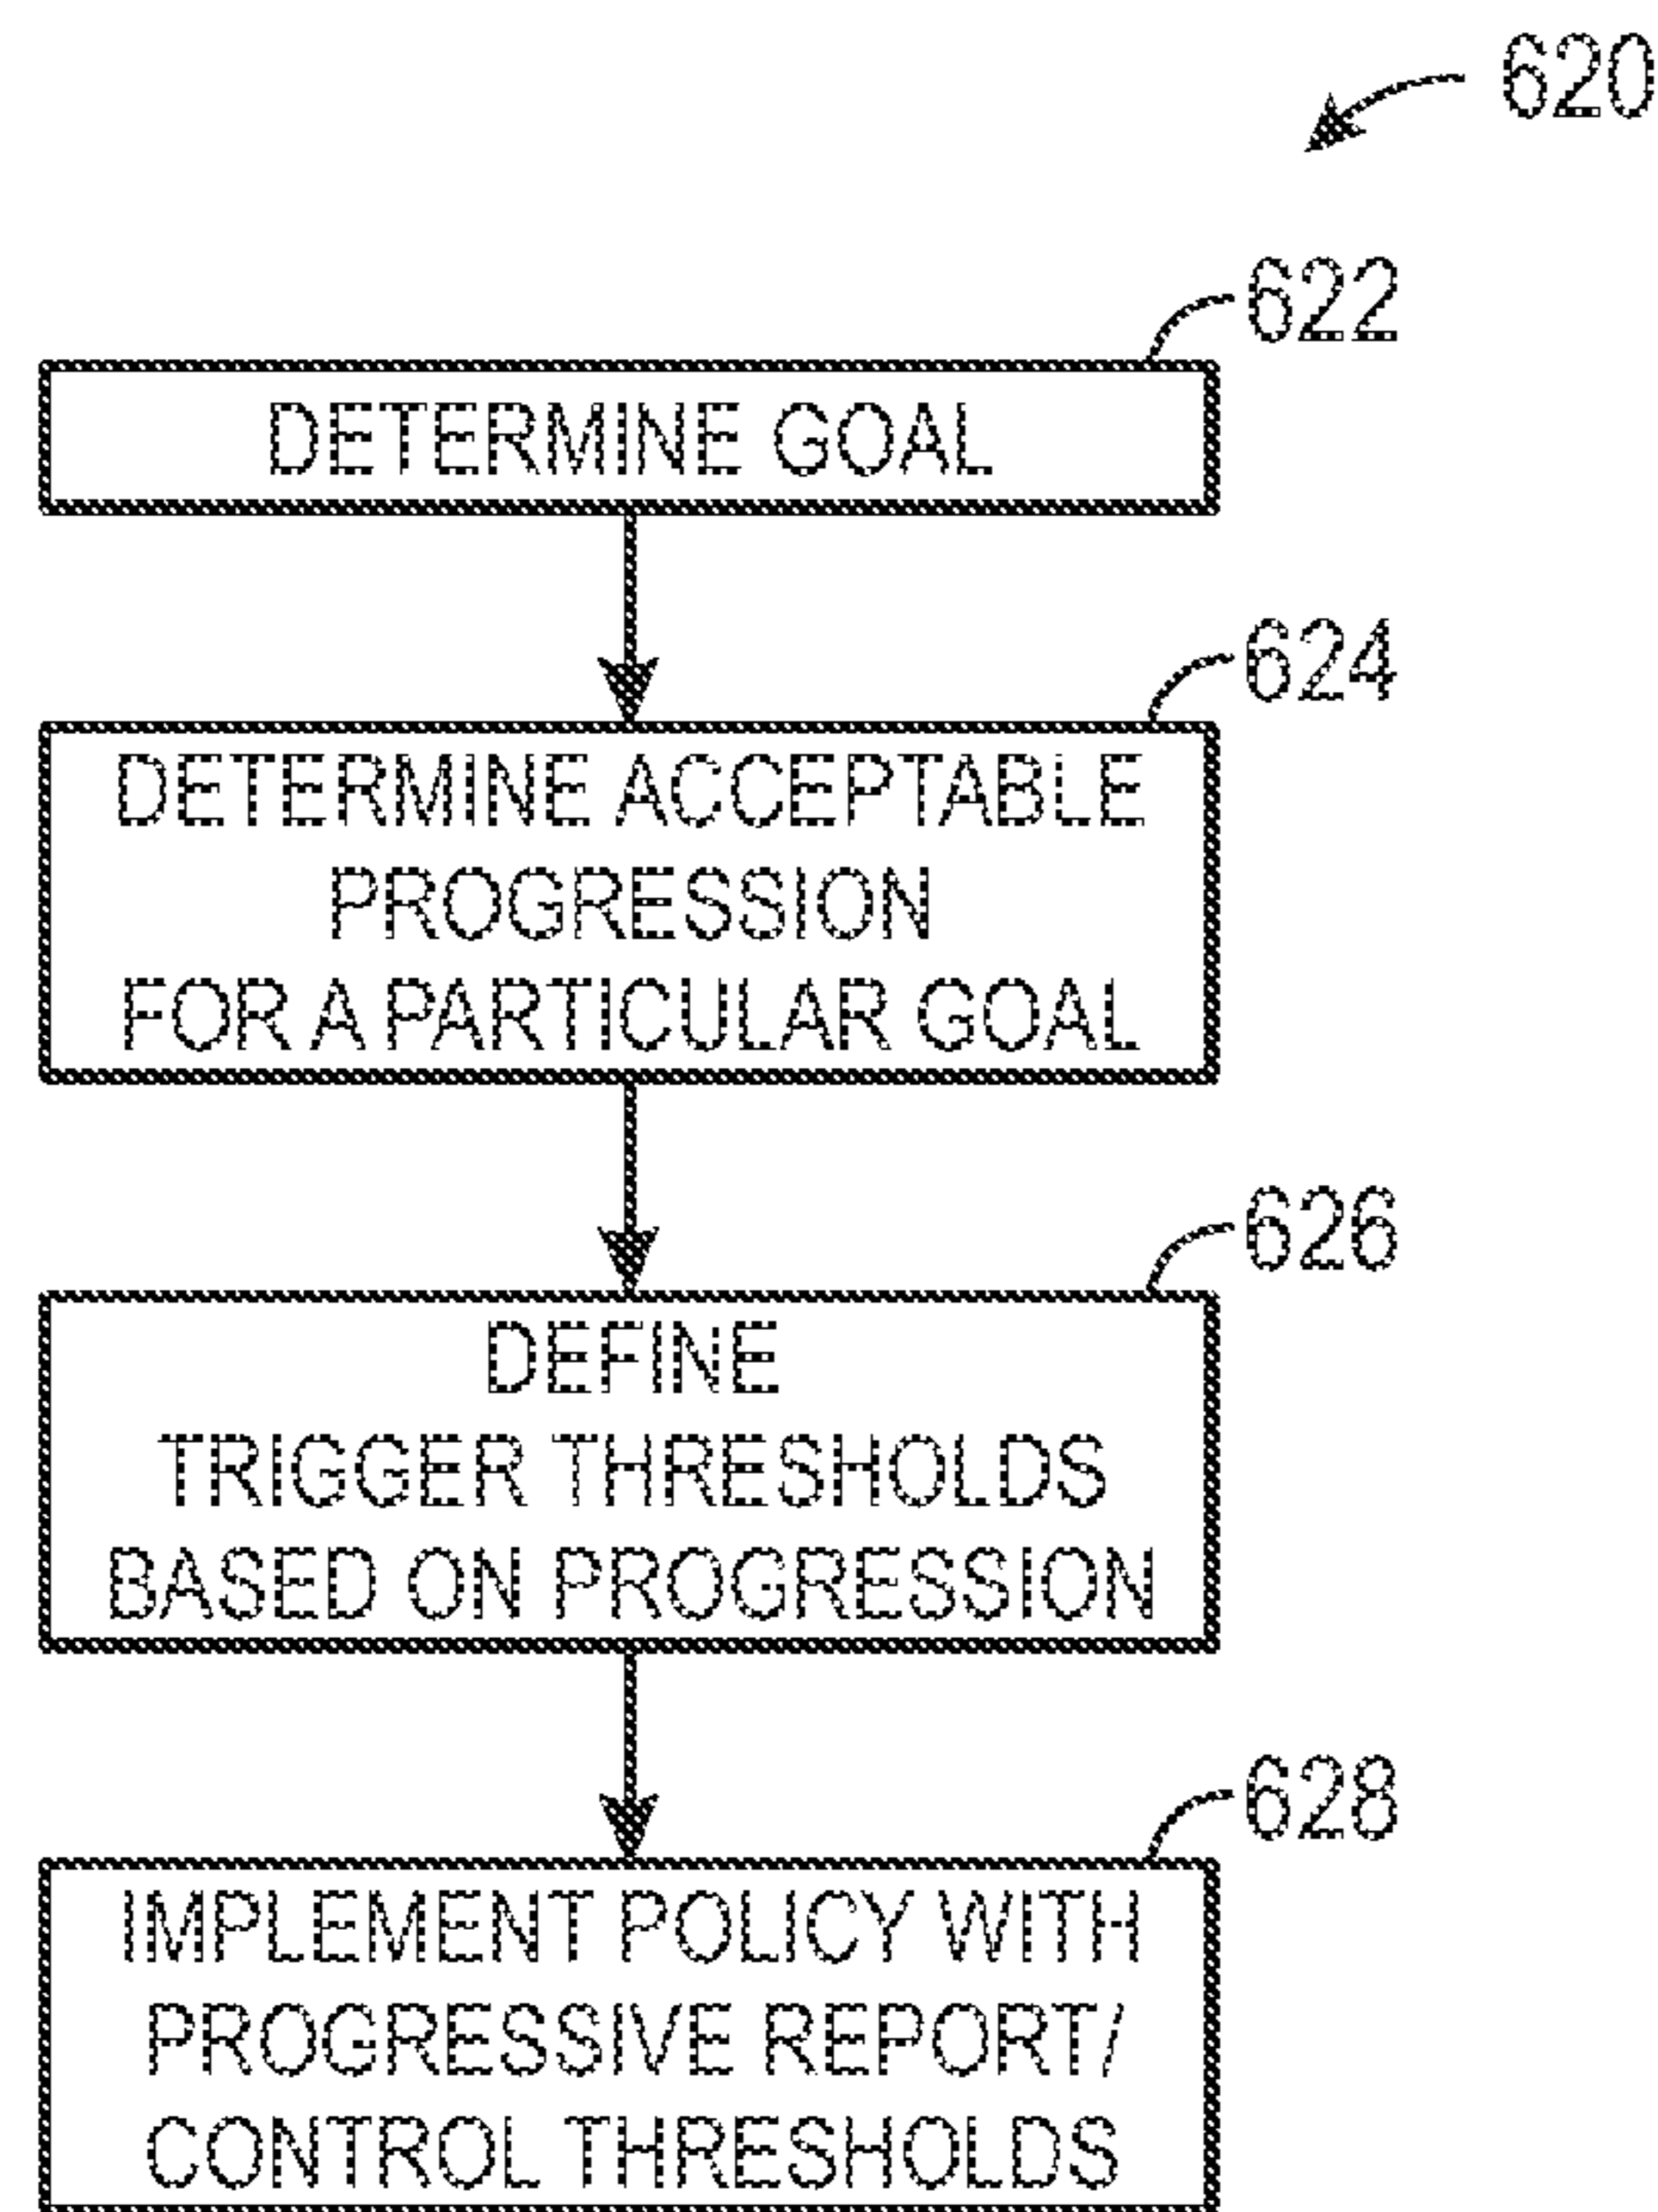 620
622
DETERMINE GOAL
624
DETERMINE ACCEPTABLE
PROGRESSION
FOR A PARTICULAR GOAL
626
DEFINE
TRIGGER THRESHOLDS
BASED ON PROGRESSION
628
IMPLEMENT POLICY WITH
PROGRESSIVE REPORT/
CONTROL THRESHOLDS